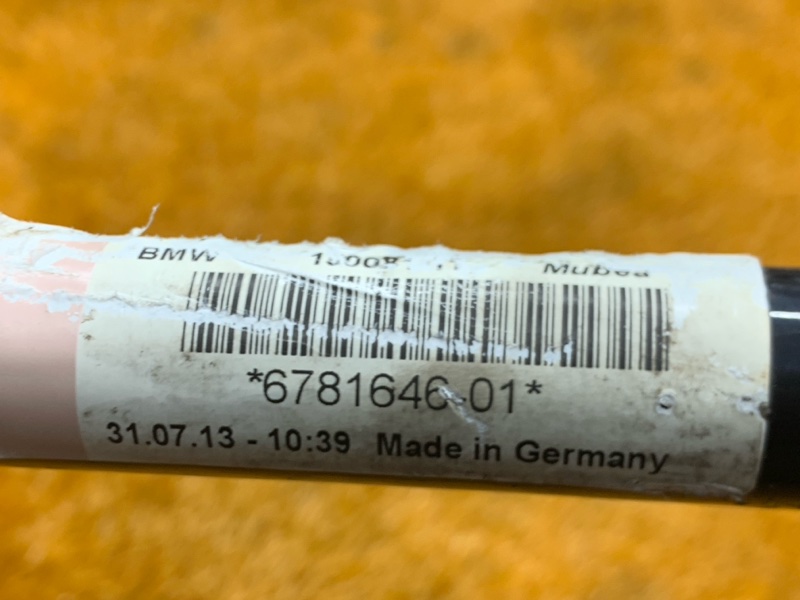 BMW Mubea
*6781646-01*
31.07.13 - 10:39 Made in Germany